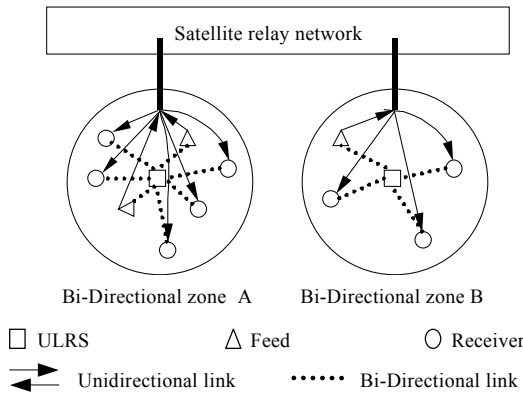 Satellite relay network
Bi-Directional zone A
Bi-Directional zone B
ULRS
Feed
Receiver
Unidirectional link
Bi-Directional link